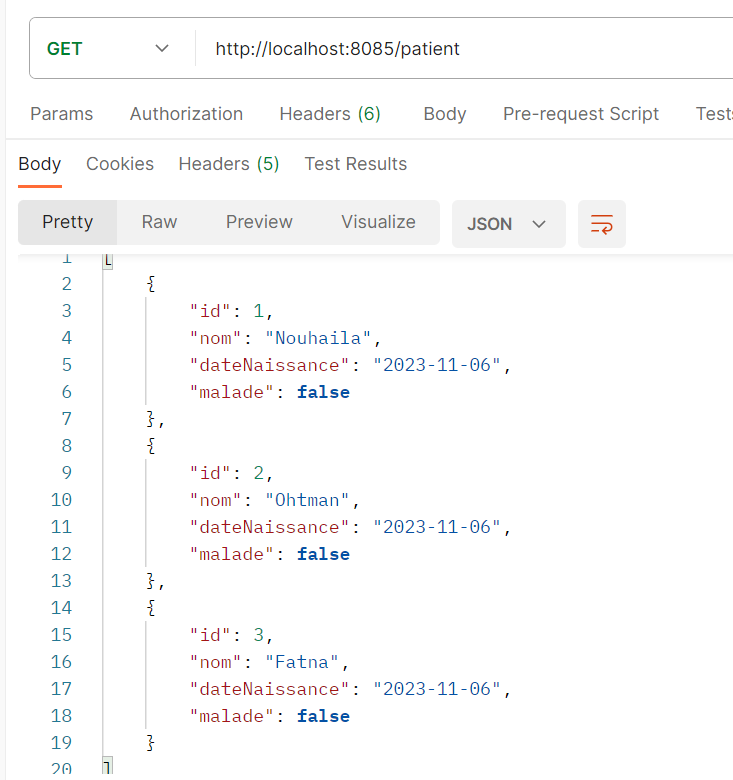 GET http://localhost:8085/patient
Params Authorization Headers (6) Body Pre-request Script Tests
Body Cookies Headers (5) Test Results
Pretty Raw Preview Visualize JSON
1 [
2 {
3 "id": 1,
4 "nom": "Nouhaila",
5 "dateNaissance": "2023-11-06",
6 "malade": false
7 },
8 {
9 "id": 2,
10 "nom": "Ohtman",
11 "dateNaissance": "2023-11-06",
12 "malade": false
13 },
14 {
15 "id": 3,
16 "nom": "Fatna",
17 "dateNaissance": "2023-11-06",
18 "malade": false
19 }
20 ]